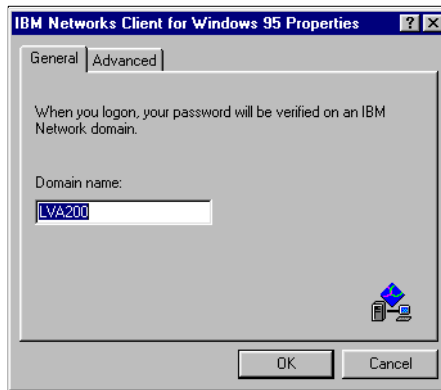 IBM Networks Client for Windows 95 Properties
General Advanced
When you logon, your password will be verified on an IBM
Network domain.
Domain name:
LVA200
OK Cancel